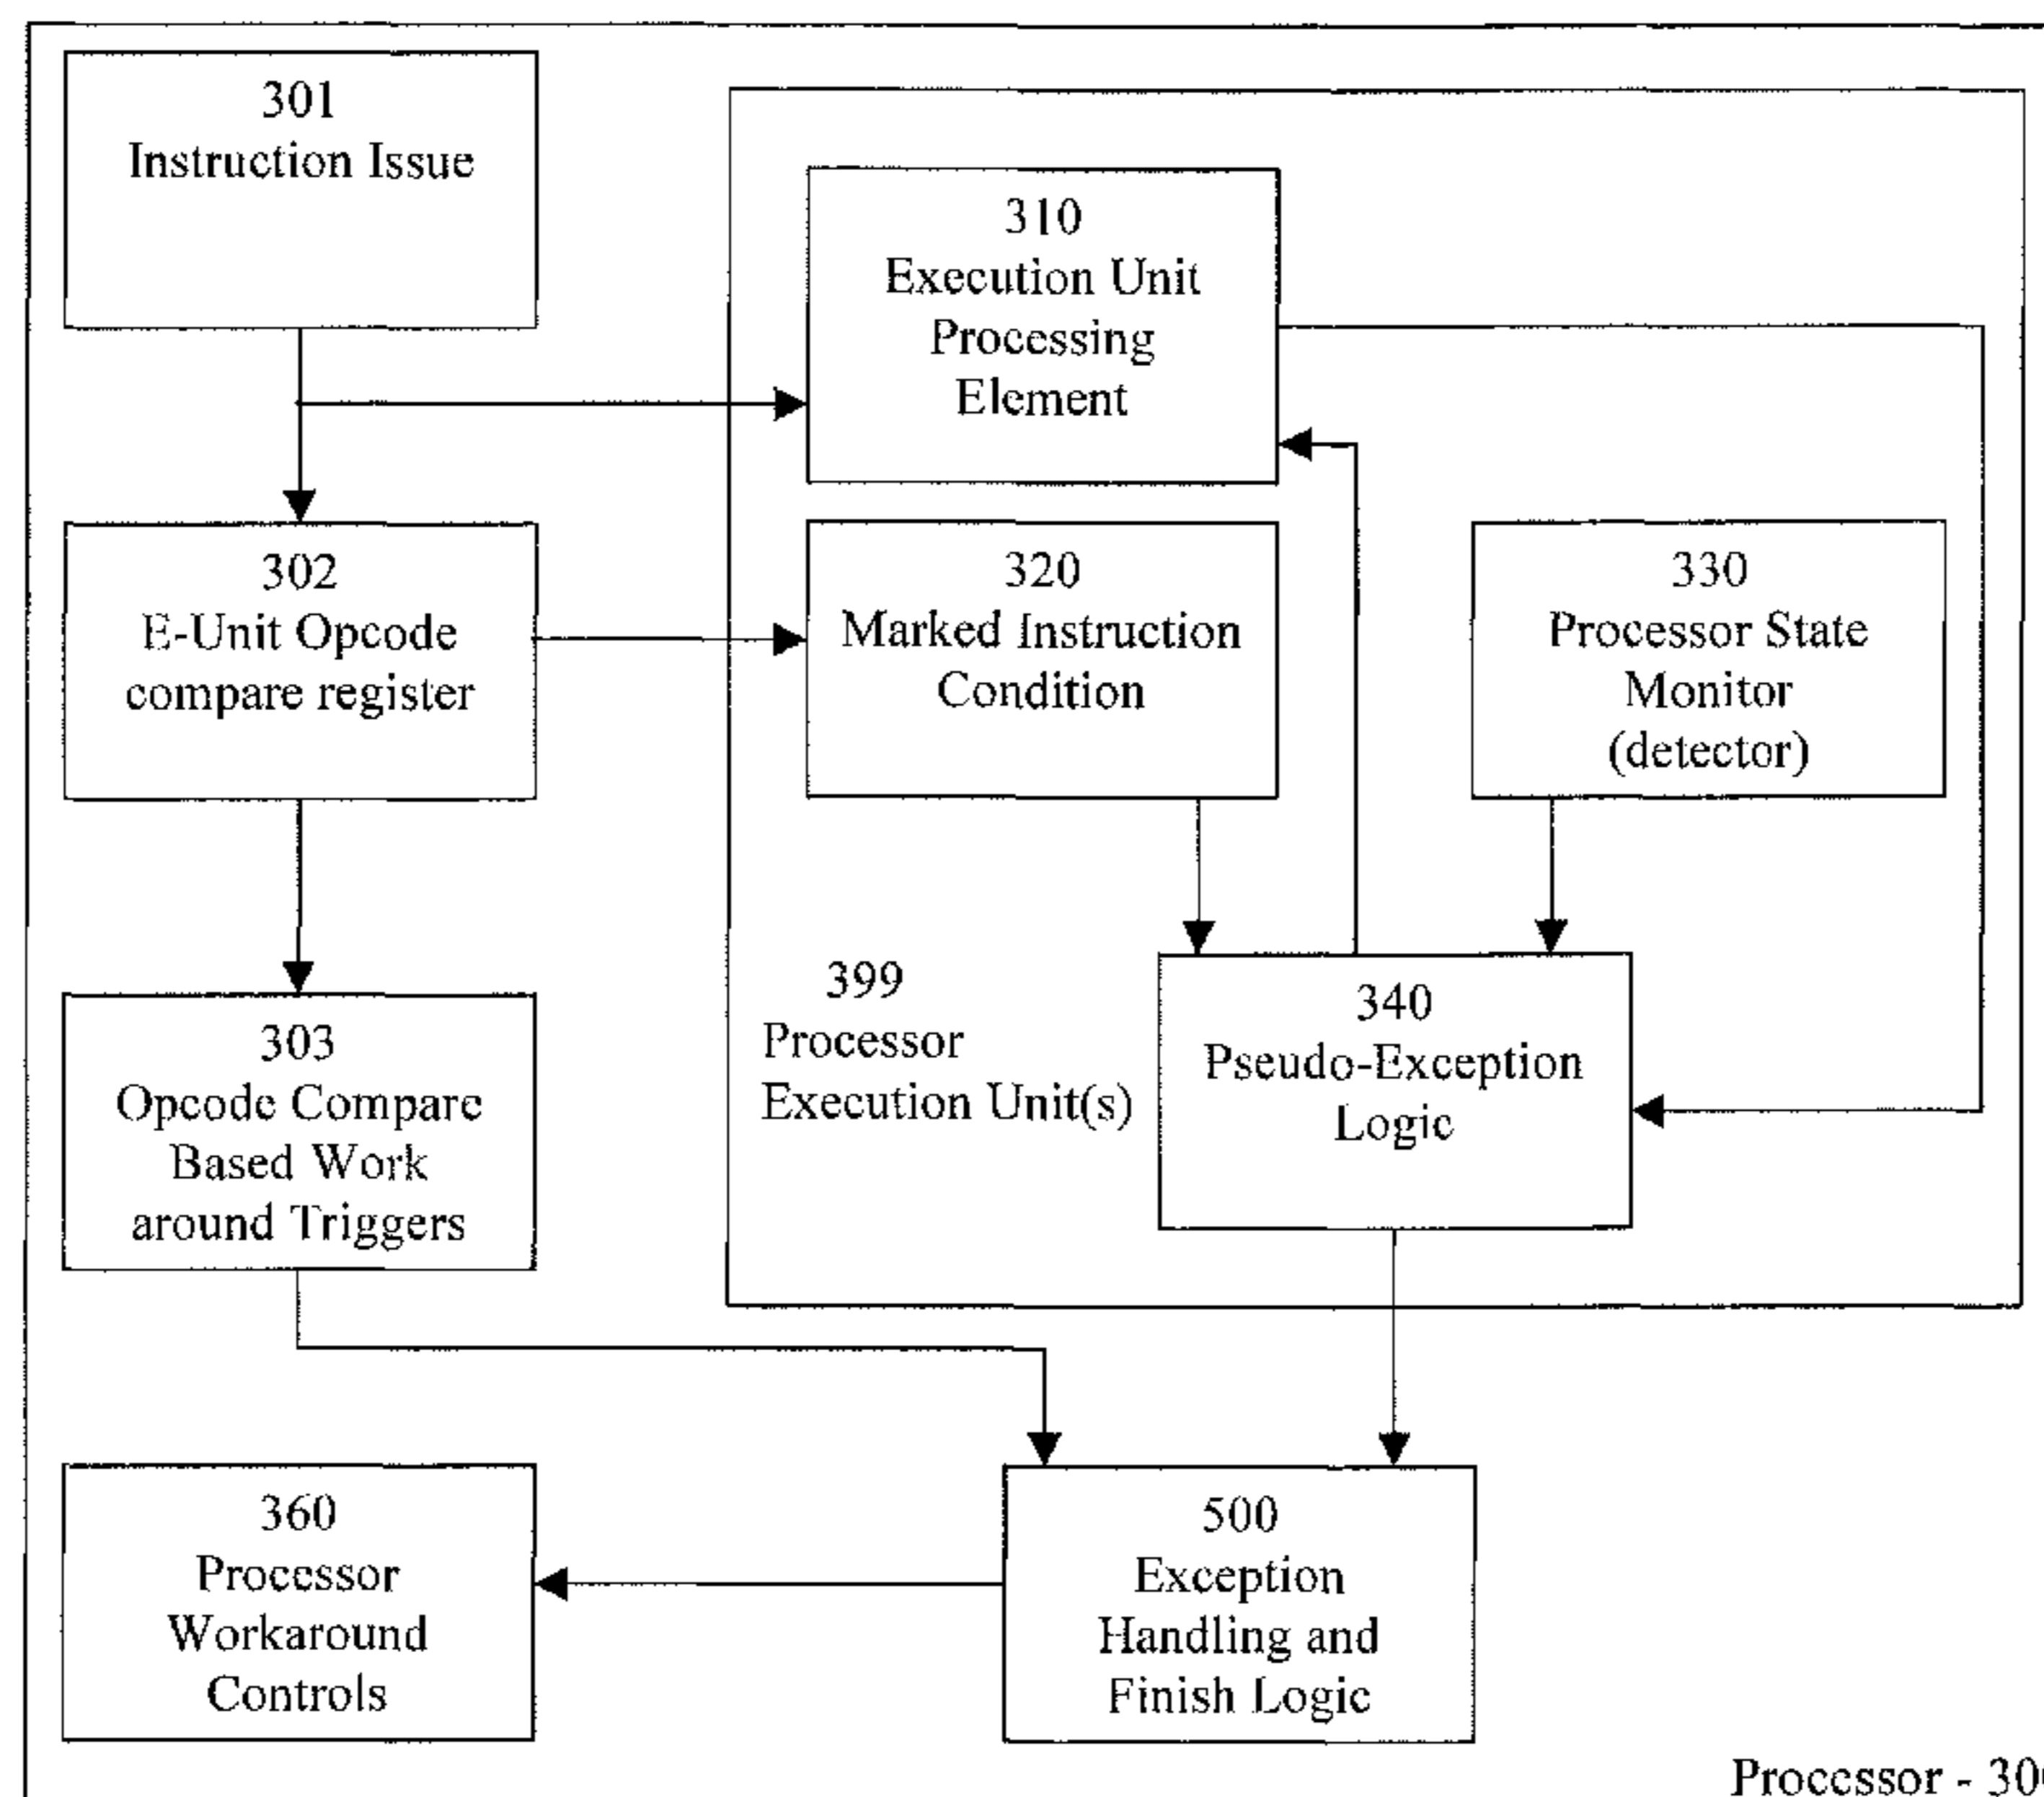 301
Instruction Issue
310
Execution Unit
Processing
Element
302
E-Unit Opcode
compare register
320
Marked Instruction
Condition
330
Processor State
Monitor
(detector)
303
Opcode Compare
Based Work
around Triggers
399
Processor
Execution Unit(s)
340
Pseudo-Exception
Logic
360
Processor
Workaround
Controls
500
Exception
Handling and
Finish Logic
Processor -